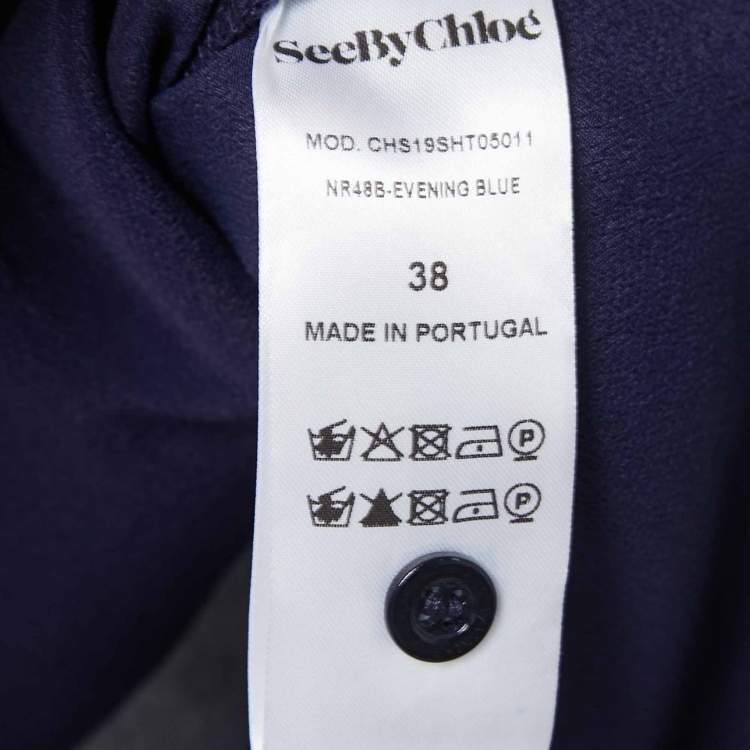 SeeByChloé
MOD. CHS19SHT05011
NR48B-EVENING BLUE
38
MADE IN PORTUGAL
P
P